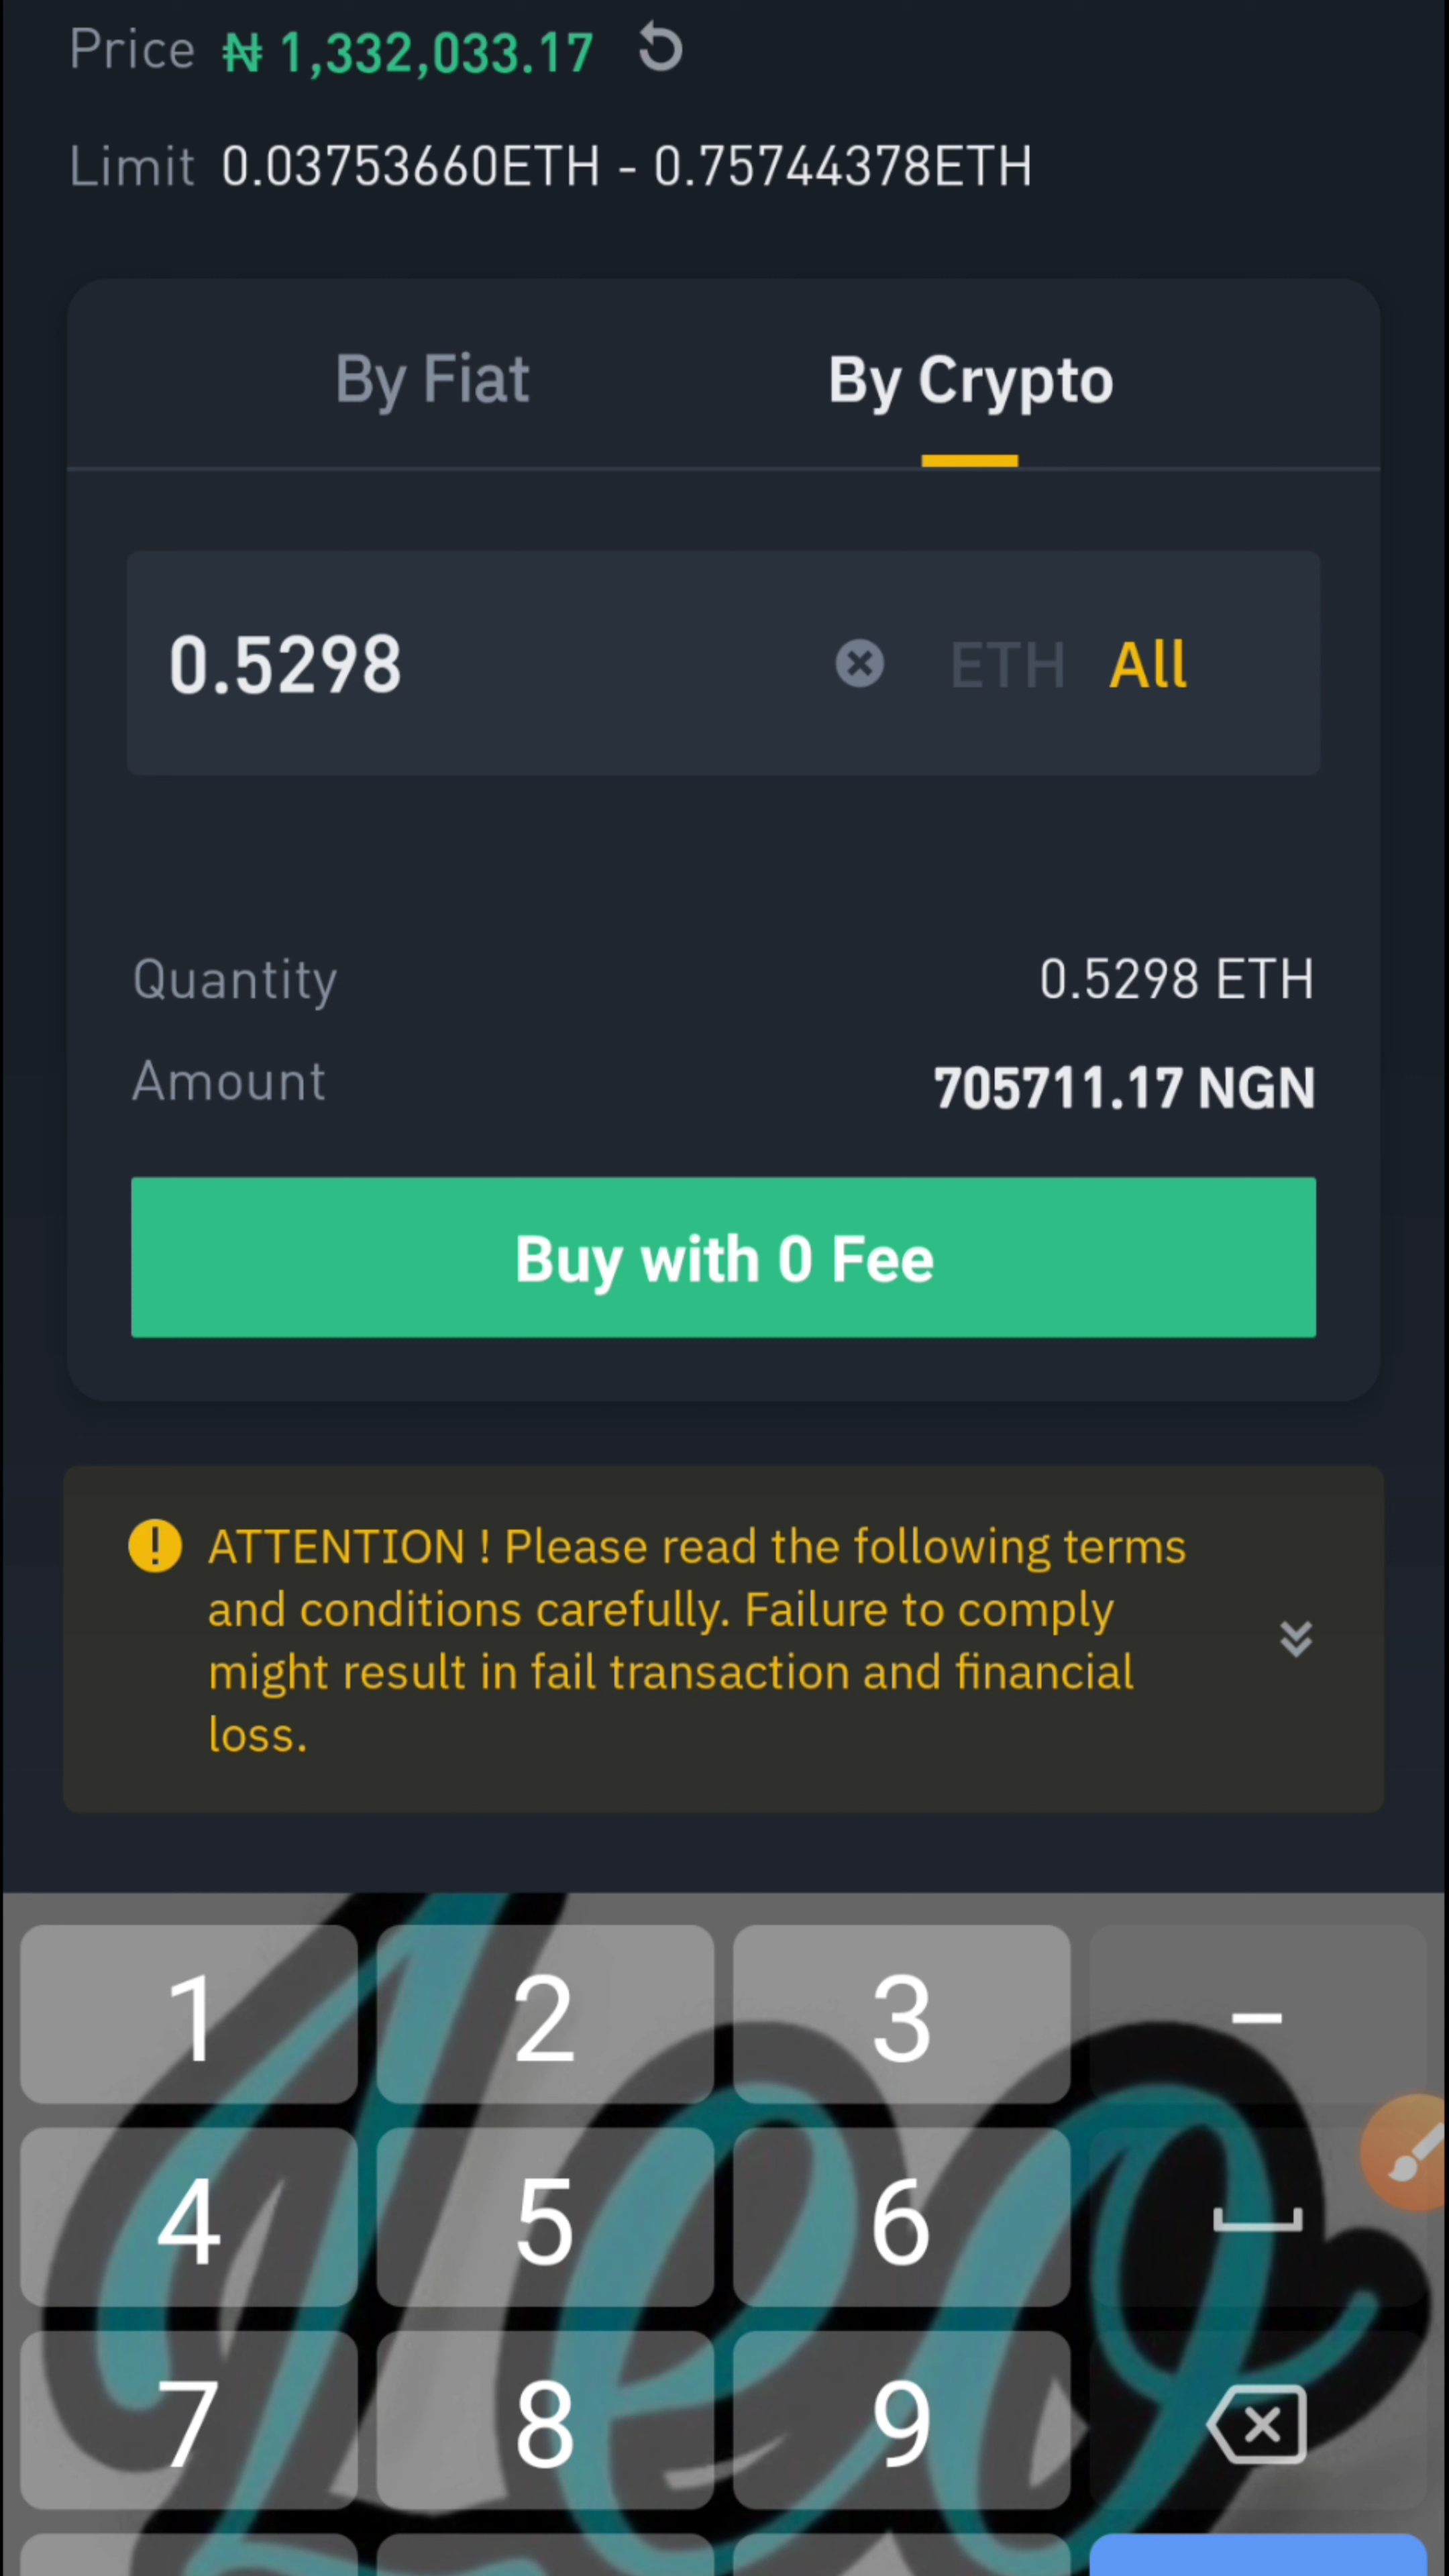 Price ₦ 1,332,033.17
Limit 0.03753660ETH - 0.75744378ETH
By Fiat By Crypto
0.5298 ETH All
Quantity 0.5298 ETH
Amount 705711.17 NGN
Buy with 0 Fee
ATTENTION ! Please read the following terms
and conditions carefully. Failure to comply
might result in fail transaction and financial
loss.
1 2 3 -
4 5 6
7 8 9
Leo